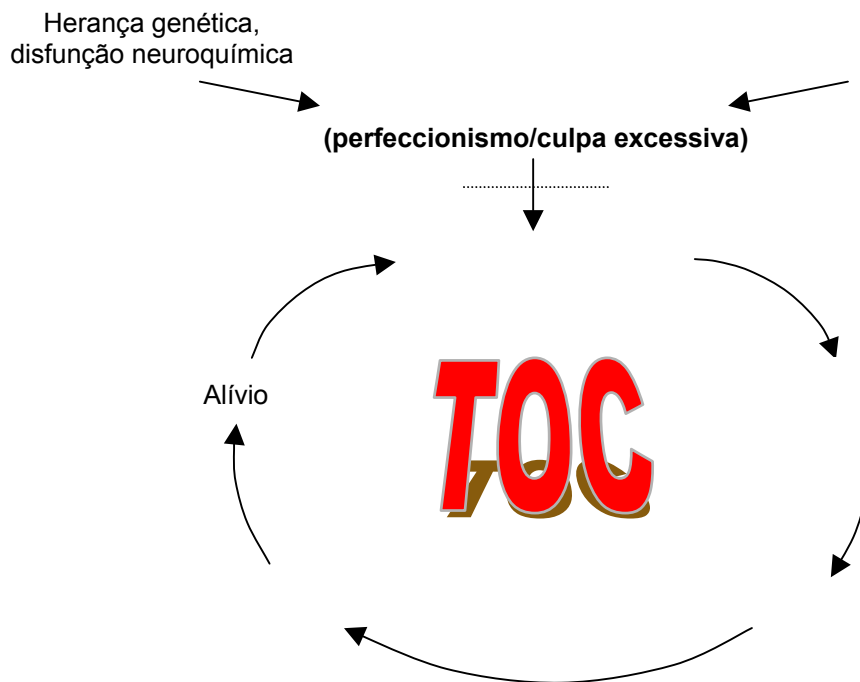 Herança genética,
disfunção neuroquímica
(perfeccionismo/culpa excessiva)
TOC
Alívio